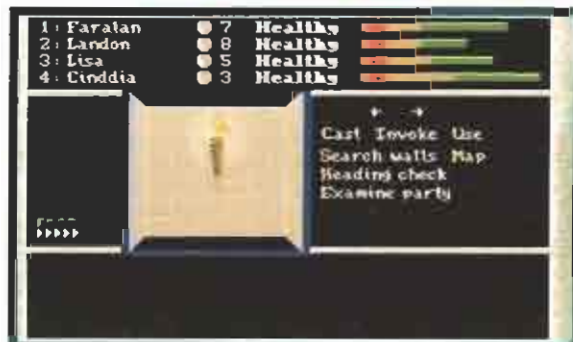 1: Faralan 7 Healthy
2: Landon 8 Healthy
3: Lisa 5 Healthy
4: Cinddia 3 Healthy
Cast Invoke Use
Search walls Map
Heading check
Examine party